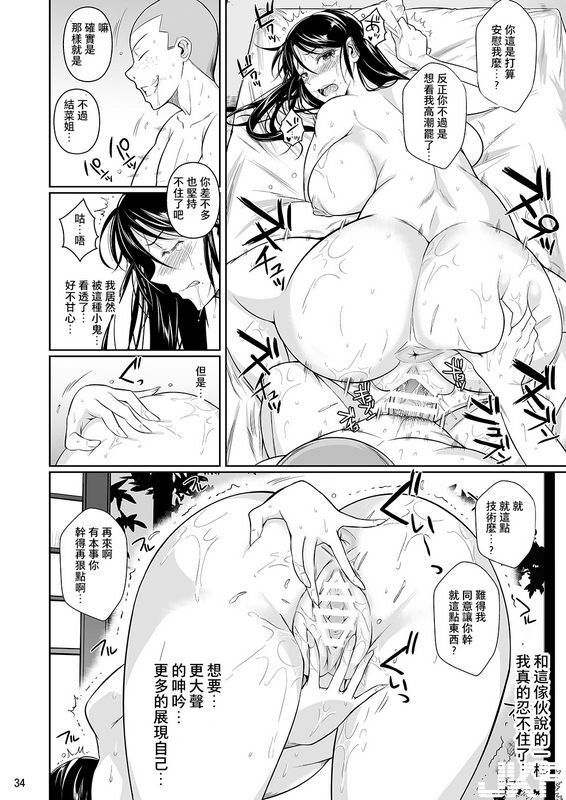 你這是打算
安慰我麼…?
反正你不過是
想看我高潮罷了…
嘛
確實是
那樣就是
不過
結菜姐
你差不多
也堅持
不住了吧
咕…唔
我居然
被這種小鬼
看透了…
好不甘心…
但是…
就
就這點
技術麼…?
難得我
同意讓你幹
就這點東西?
和這傢伙說的一樣
我真的忍不住了…
再來啊
有本事你
幹得再狠點啊…
想要…
更大聲
的呻吟…
更多的展現自己…
34